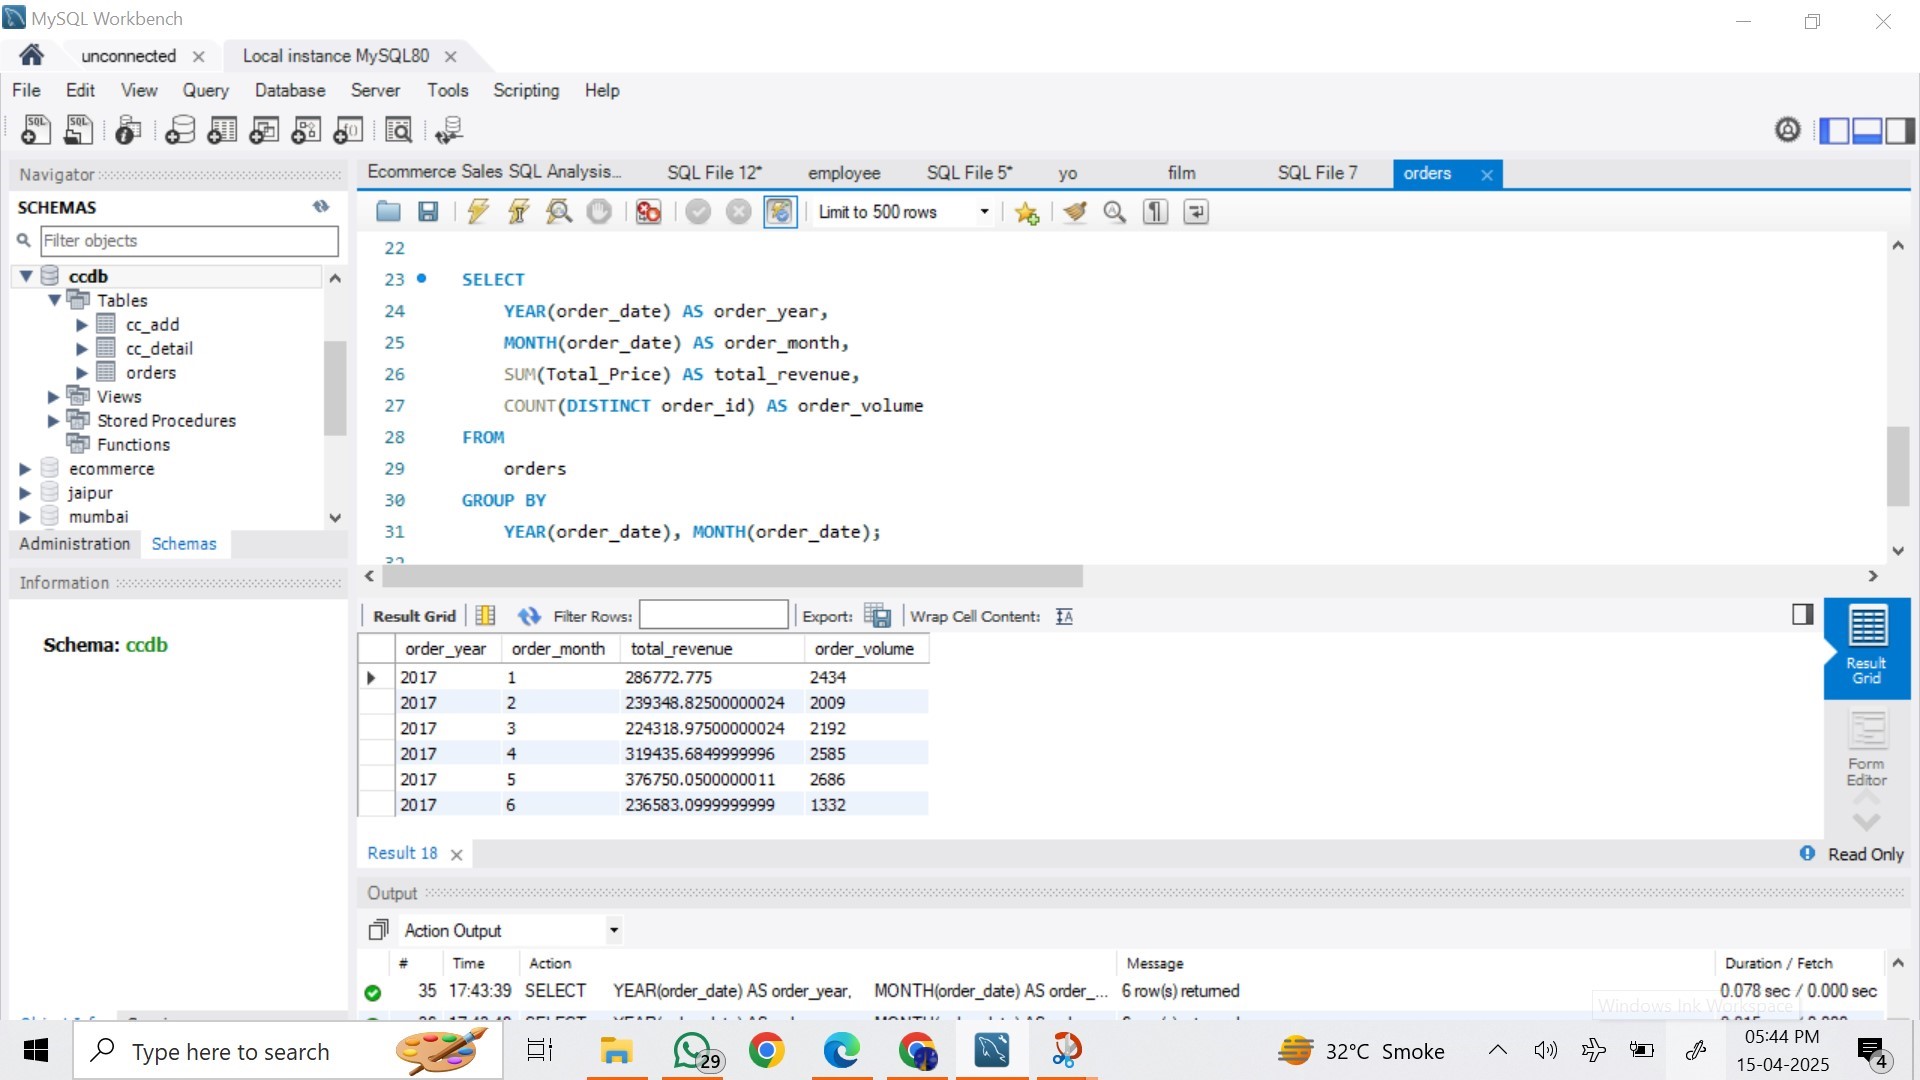 MySQL Workbench
unconnected
Local instance MySQL80
File Edit View Query Database Server Tools Scripting Help
Navigator
SCHEMAS
Filter objects
ccdb
Tables
cc_add
cc_detail
orders
Views
Stored Procedures
Functions
ecommerce
jaipur
mumbai
Administration Schemas
Information
Schema: ccdb
Ecommerce Sales SQL Analysis... SQL File 12* employee SQL File 5* yo film SQL File 7 orders
Limit to 500 rows
22
23 SELECT
24 YEAR(order_date) AS order_year,
25 MONTH(order_date) AS order_month,
26 SUM(Total_Price) AS total_revenue,
27 COUNT(DISTINCT order_id) AS order_volume
28 FROM
29 orders
30 GROUP BY
31 YEAR(order_date), MONTH(order_date);
Result Grid Filter Rows: Export: Wrap Cell Content:
order_year order_month total_revenue order_volume
2017 1 286772.775 2434
2017 2 239348.82500000024 2009
2017 3 224318.97500000024 2192
2017 4 319435.6849999996 2585
2017 5 376750.0500000011 2686
2017 6 236583.0999999999 1332
Result Grid
Form Editor
Result 18
Read Only
Output
Action Output
# Time Action Message Duration / Fetch
35 17:43:39 SELECT YEAR(order_date) AS order_year, MONTH(order_date) AS order_... 6 row(s) returned 0.078 sec / 0.000 sec
Windows Ink Workspace
Type here to search
29
32°C Smoke
05:44 PM
15-04-2025
4